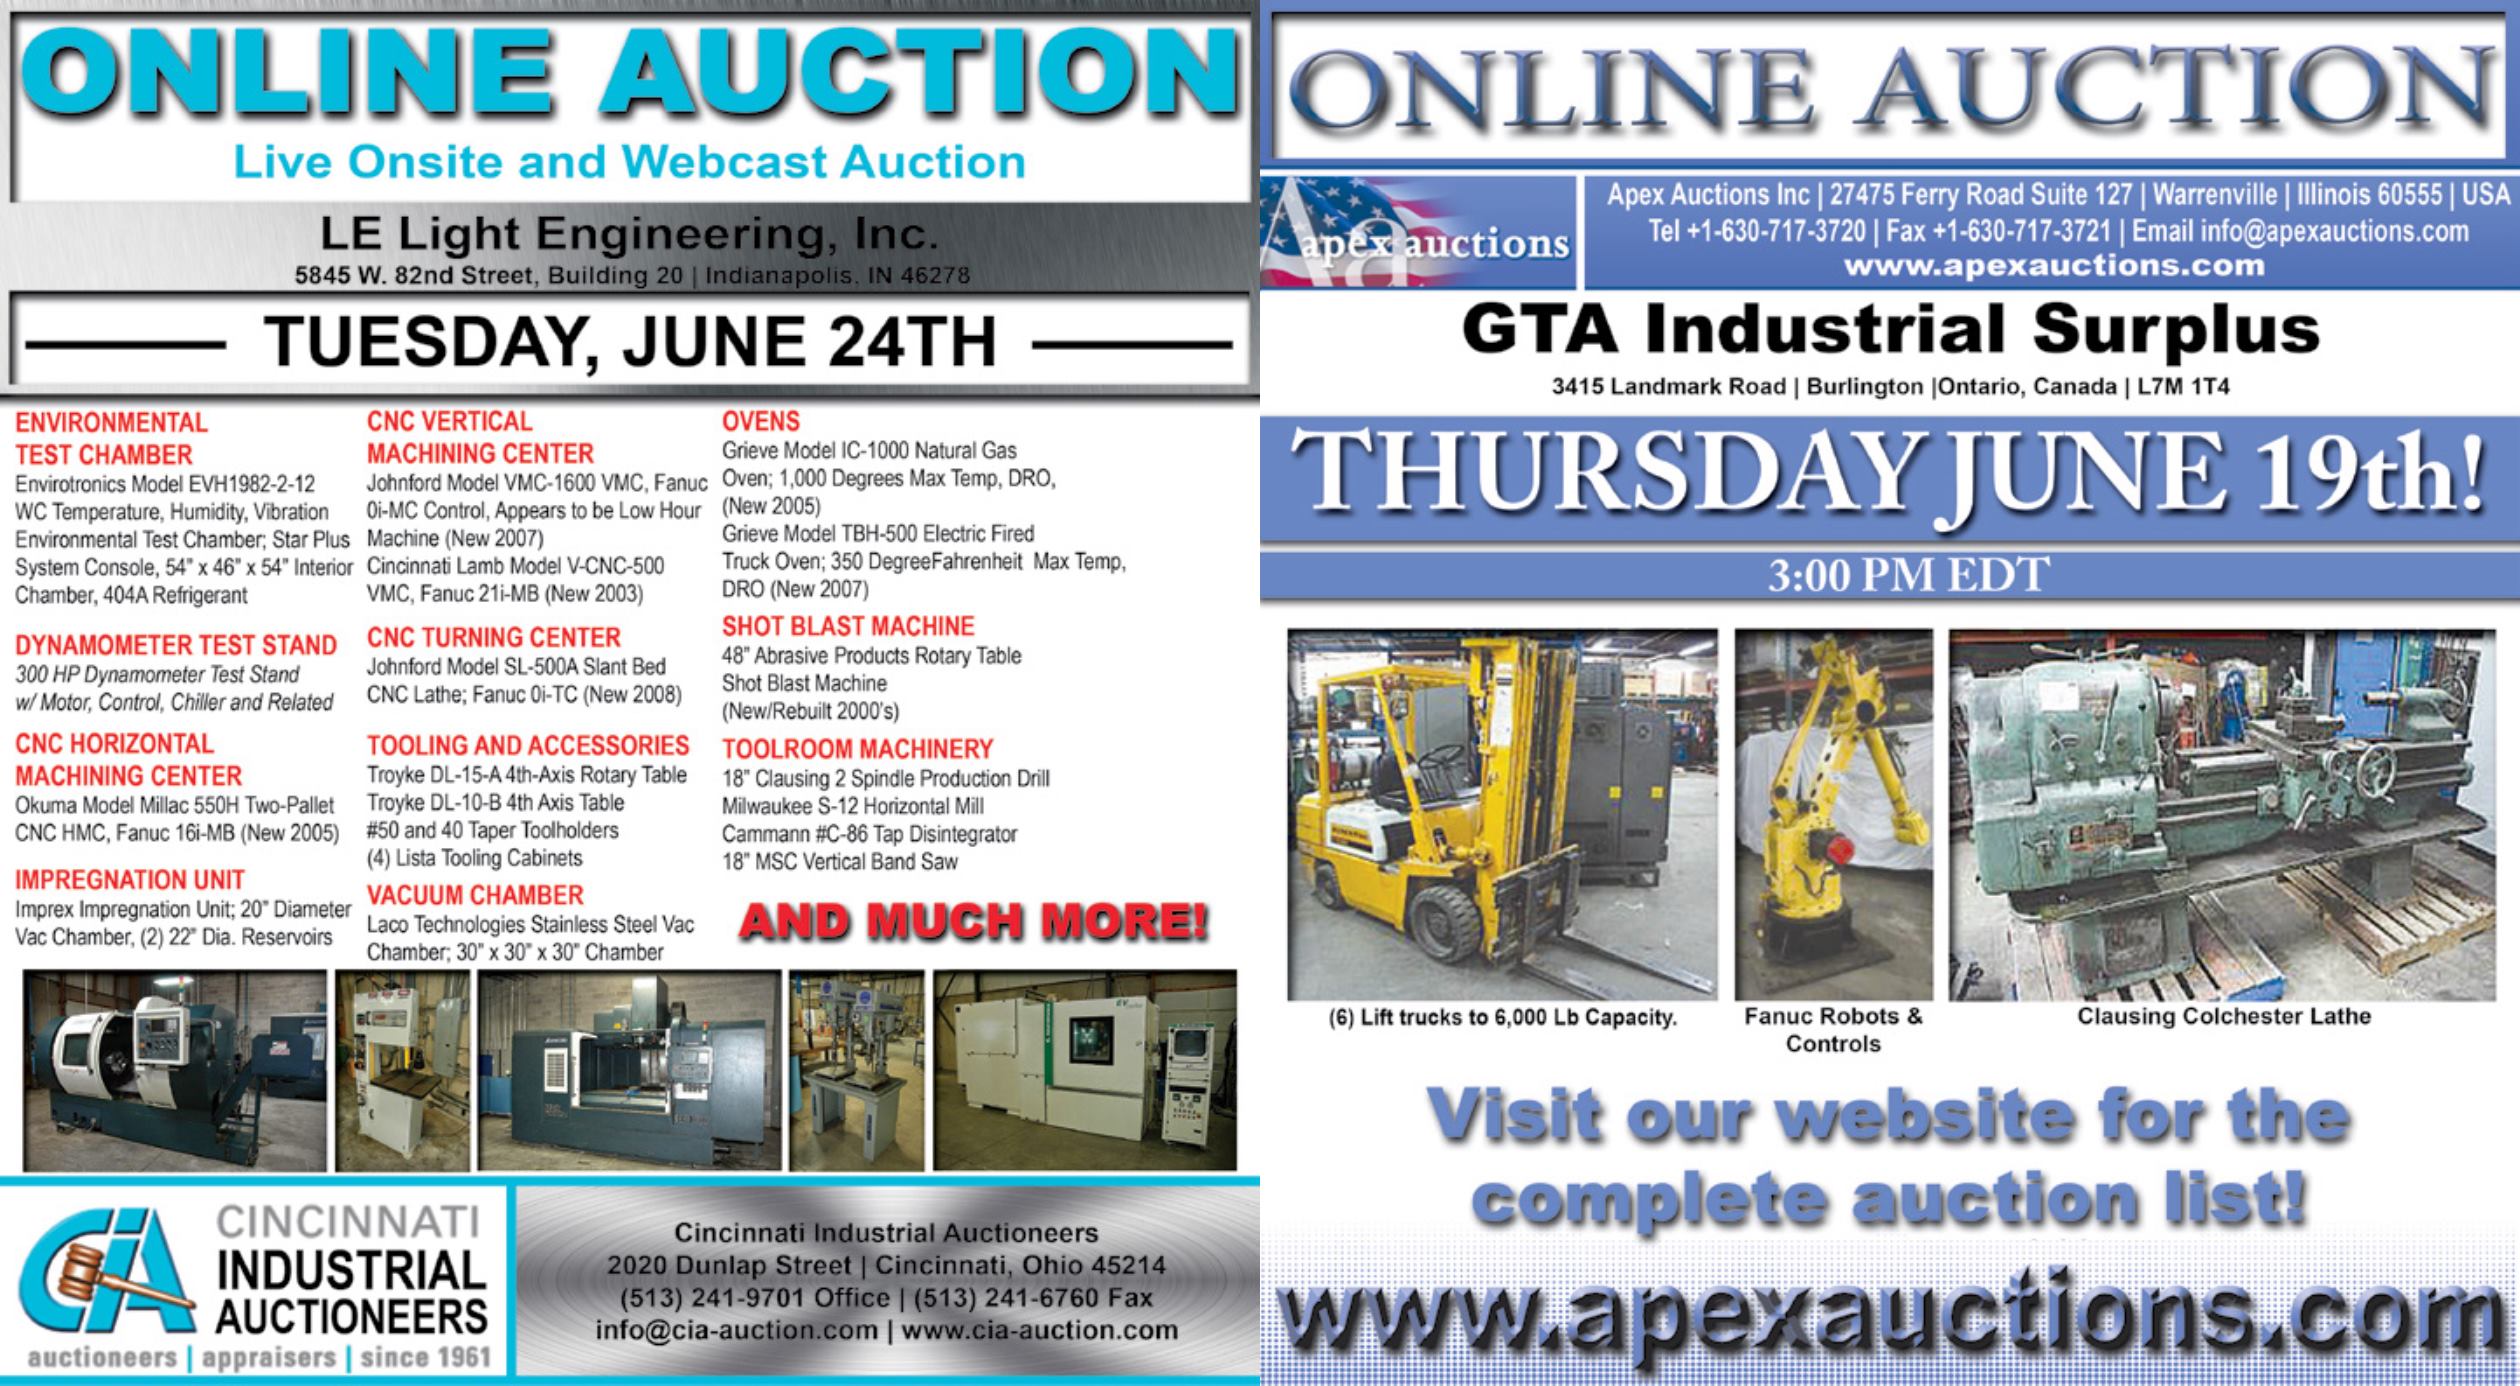 ONLINE AUCTION
Live Onsite and Webcast Auction
LE Light Engineering, Inc.
5845 W. 82nd Street, Building 20 | Indianapolis, IN 46278
TUESDAY, JUNE 24TH
ENVIRONMENTAL
TEST CHAMBER
Envirotronics Model EVH1982-2-12
WC Temperature, Humidity, Vibration
Environmental Test Chamber; Star Plus
System Console, 54" x 46" x 54" Interior
Chamber, 404A Refrigerant
DYNAMOMETER TEST STAND
300 HP Dynamometer Test Stand
w/ Motor, Control, Chiller and Related
CNC HORIZONTAL
MACHINING CENTER
Okuma Model Millac 550H Two-Pallet
CNC HMC, Fanuc 16i-MB (New 2005)
IMPREGNATION UNIT
Imprex Impregnation Unit; 20" Diameter
Vac Chamber, (2) 22" Dia. Reservoirs
CNC VERTICAL
MACHINING CENTER
Johnford Model VMC-1600 VMC, Fanuc
0i-MC Control, Appears to be Low Hour
Machine (New 2007)
Cincinnati Lamb Model V-CNC-500
VMC, Fanuc 21i-MB (New 2003)
CNC TURNING CENTER
Johnford Model SL-500A Slant Bed
CNC Lathe; Fanuc 0i-TC (New 2008)
TOOLING AND ACCESSORIES
Troyke DL-15-A 4th-Axis Rotary Table
Troyke DL-10-B 4th Axis Table
#50 and 40 Taper Toolholders
(4) Lista Tooling Cabinets
VACUUM CHAMBER
Laco Technologies Stainless Steel Vac
Chamber; 30" x 30" x 30" Chamber
OVENS
Grieve Model IC-1000 Natural Gas
Oven; 1,000 Degrees Max Temp, DRO,
(New 2005)
Grieve Model TBH-500 Electric Fired
Truck Oven; 350 DegreeFahrenheit Max Temp,
DRO (New 2007)
SHOT BLAST MACHINE
48" Abrasive Products Rotary Table
Shot Blast Machine
(New/Rebuilt 2000's)
TOOLROOM MACHINERY
18" Clausing 2 Spindle Production Drill
Milwaukee S-12 Horizontal Mill
Cammann #C-86 Tap Disintegrator
18" MSC Vertical Band Saw
AND MUCH MORE!
CIA
CINCINNATI
INDUSTRIAL
AUCTIONEERS
auctioneers | appraisers | since 1961
Cincinnati Industrial Auctioneers
2020 Dunlap Street | Cincinnati, Ohio 45214
(513) 241-9701 Office | (513) 241-6760 Fax
info@cia-auction.com | www.cia-auction.com
ONLINE AUCTION
Aa
apex auctions
Apex Auctions Inc | 27475 Ferry Road Suite 127 | Warrenville | Illinois 60555 | USA
Tel +1-630-717-3720 | Fax +1-630-717-3721 | Email info@apexauctions.com
www.apexauctions.com
GTA Industrial Surplus
3415 Landmark Road | Burlington |Ontario, Canada | L7M 1T4
THURSDAY JUNE 19th!
3:00 PM EDT
(6) Lift trucks to 6,000 Lb Capacity.
Fanuc Robots &
Controls
Clausing Colchester Lathe
Visit our website for the
complete auction list!
www.apexauctions.com